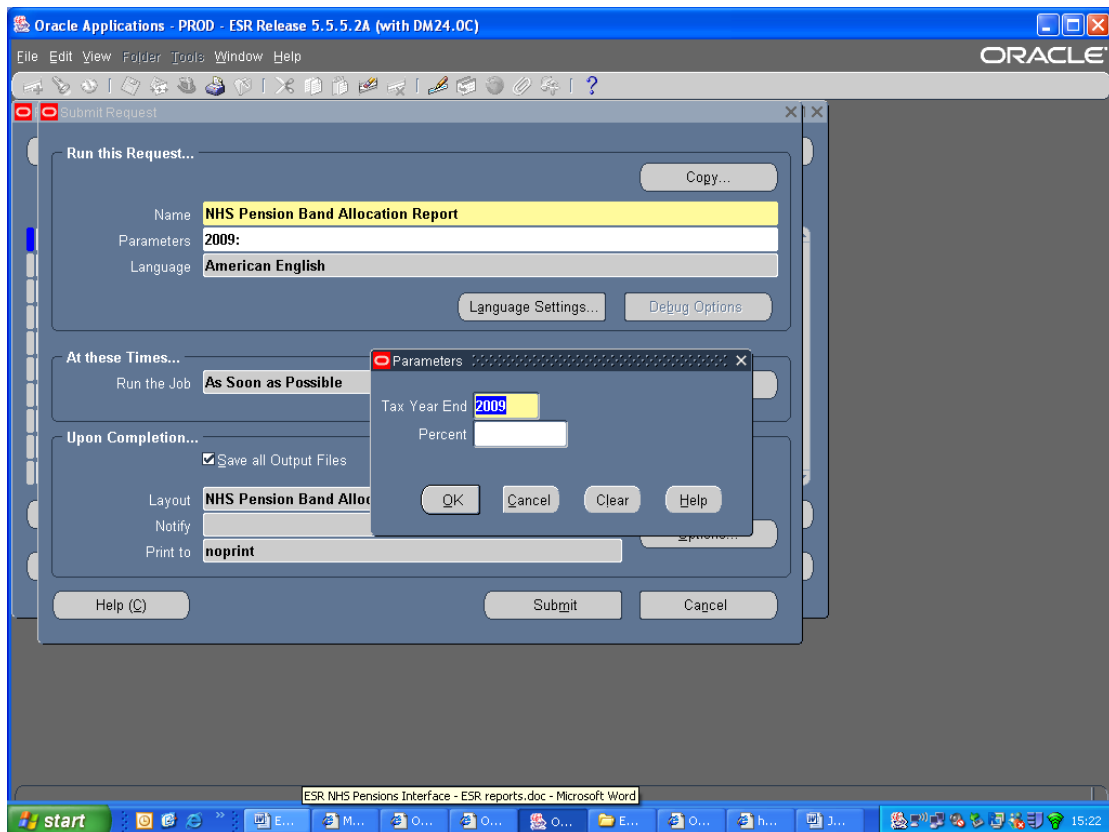 Oracle Applications - PROD - ESR Release 5.5.5.2A (with DM24.0C)
File Edit View Folder Tools Window Help
ORACLE
Submit Request
Run this Request...
Copy...
Name NHS Pension Band Allocation Report
Parameters 2009:
Language American English
Language Settings... Debug Options
At these Times...
Run the Job As Soon as Possible
Parameters
Tax Year End 2009
Percent
OK Cancel Clear Help
Upon Completion...
Save all Output Files
Layout NHS Pension Band Alloc
Notify
Options...
Print to noprint
Help (C) Submit Cancel
ESR NHS Pensions Interface - ESR reports.doc - Microsoft Word
start E... M... O... O... O... E... O... h... J... 15:22